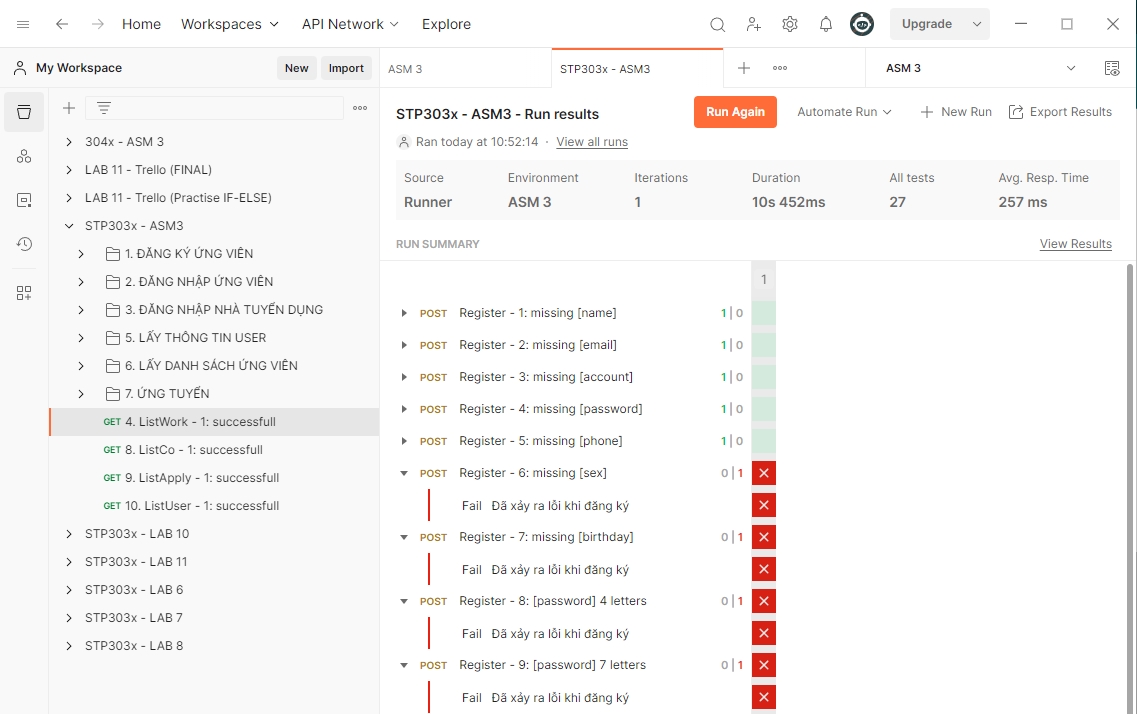 Home Workspaces API Network Explore Upgrade
My Workspace New Import ASM 3 STP303x - ASM3 ASM 3
304x - ASM 3
LAB 11 - Trello (FINAL)
LAB 11 - Trello (Practise IF-ELSE)
STP303x - ASM3
1. ĐĂNG KÝ ỨNG VIÊN
2. ĐĂNG NHẬP ỨNG VIÊN
3. ĐĂNG NHẬP NHÀ TUYỂN DỤNG
5. LẤY THÔNG TIN USER
6. LẤY DANH SÁCH ỨNG VIÊN
7. ỨNG TUYỂN
GET 4. ListWork - 1: successfull
GET 8. ListCo - 1: successfull
GET 9. ListApply - 1: successfull
GET 10. ListUser - 1: successfull
STP303x - LAB 10
STP303x - LAB 11
STP303x - LAB 6
STP303x - LAB 7
STP303x - LAB 8
STP303x - ASM3 - Run results Run Again Automate Run New Run Export Results
Ran today at 10:52:14 · View all runs
Source Environment Iterations Duration All tests Avg. Resp. Time
Runner ASM 3 1 10s 452ms 27 257 ms
RUN SUMMARY View Results
1
POST Register - 1: missing [name] 1 | 0
POST Register - 2: missing [email] 1 | 0
POST Register - 3: missing [account] 1 | 0
POST Register - 4: missing [password] 1 | 0
POST Register - 5: missing [phone] 1 | 0
POST Register - 6: missing [sex] 0 | 1
Fail Đã xảy ra lỗi khi đăng ký
POST Register - 7: missing [birthday] 0 | 1
Fail Đã xảy ra lỗi khi đăng ký
POST Register - 8: [password] 4 letters 0 | 1
Fail Đã xảy ra lỗi khi đăng ký
POST Register - 9: [password] 7 letters 0 | 1
Fail Đã xảy ra lỗi khi đăng ký